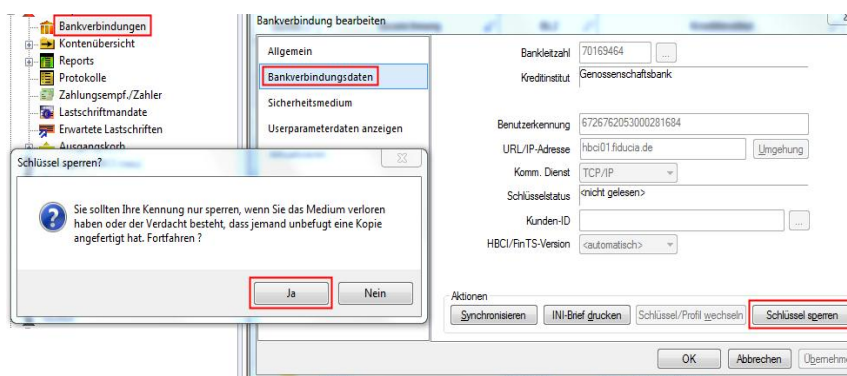 Bankverbindungen
Kontenübersicht
Reports
Protokolle
Zahlungsempf./Zahler
Lastschriftmandate
Erwartete Lastschriften
Ausgangskorb
Bankverbindung bearbeiten
Allgemein
Bankverbindungsdaten
Sicherheitsmedium
Userparameterdaten anzeigen
Bankleitzahl 70169464 ...
Kreditinstitut Genossenschaftsbank
Benutzerkennung 6726762053000281684
URL/IP-Adresse hbci01.fiducia.de Umgehung
Komm. Dienst TCP/IP
Schlüsselstatus <nicht gelesen>
Kunden-ID ...
HBCI/FinTS-Version <automatisch>
Aktionen
Synchronisieren INI-Brief drucken Schlüssel/Profil wechseln Schlüssel sperren
OK Abbrechen Übernehme
Schlüssel sperren?
Sie sollten Ihre Kennung nur sperren, wenn Sie das Medium verloren
haben oder der Verdacht besteht, dass jemand unbefugt eine Kopie
angefertigt hat. Fortfahren ?
Ja Nein